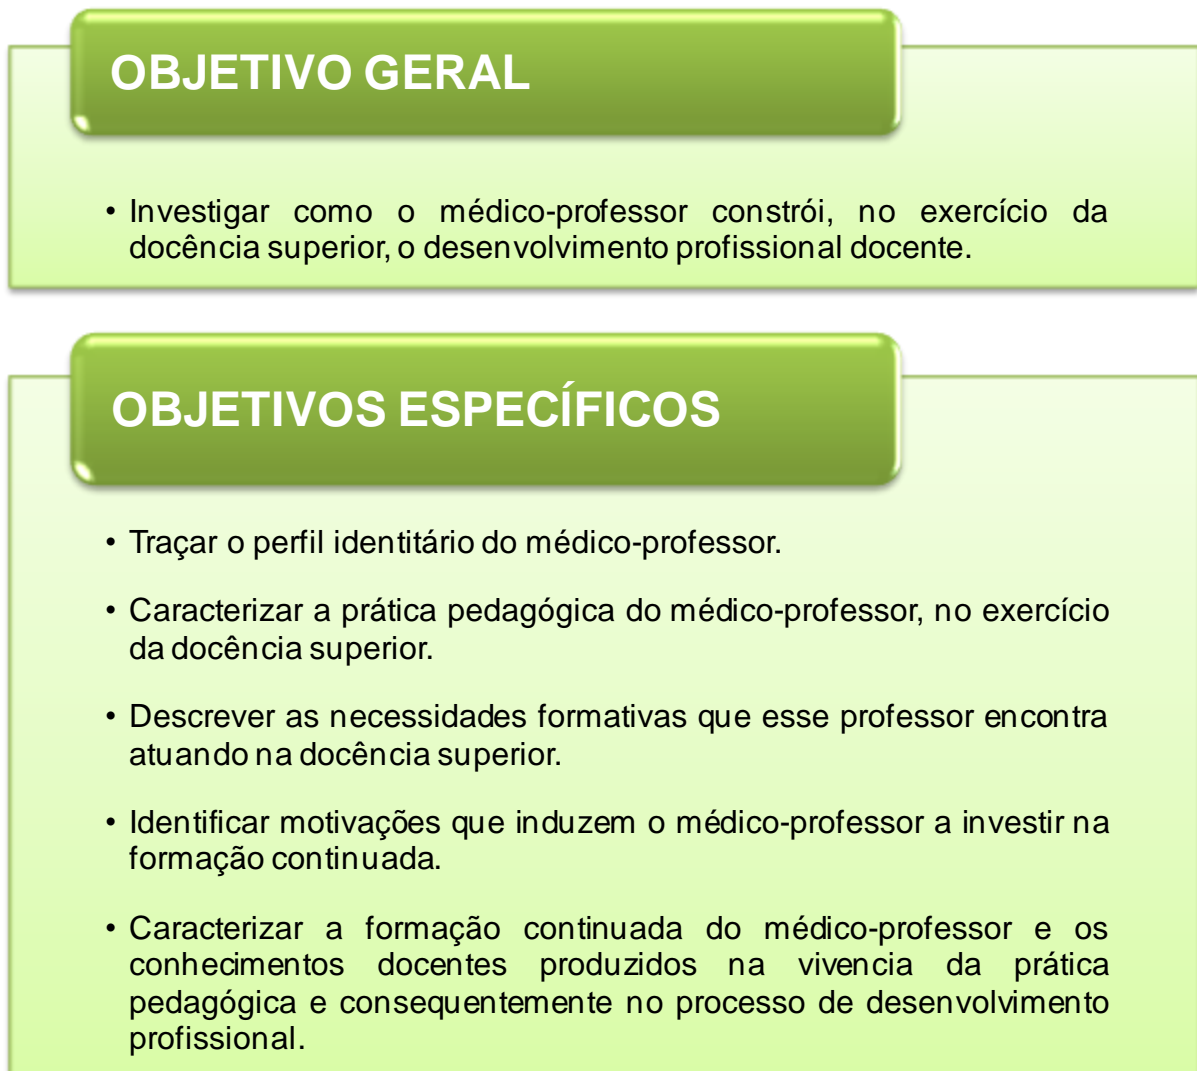 OBJETIVO GERAL
• Investigar como o médico-professor constrói, no exercício da
docência superior, o desenvolvimento profissional docente.
OBJETIVOS ESPECÍFICOS
• Traçar o perfil identitário do médico-professor.
• Caracterizar a prática pedagógica do médico-professor, no exercício
da docência superior.
• Descrever as necessidades formativas que esse professor encontra
atuando na docência superior.
• Identificar motivações que induzem o médico-professor a investir na
formação continuada.
• Caracterizar a formação continuada do médico-professor e os
conhecimentos docentes produzidos na vivencia da prática
pedagógica e consequentemente no processo de desenvolvimento
profissional.